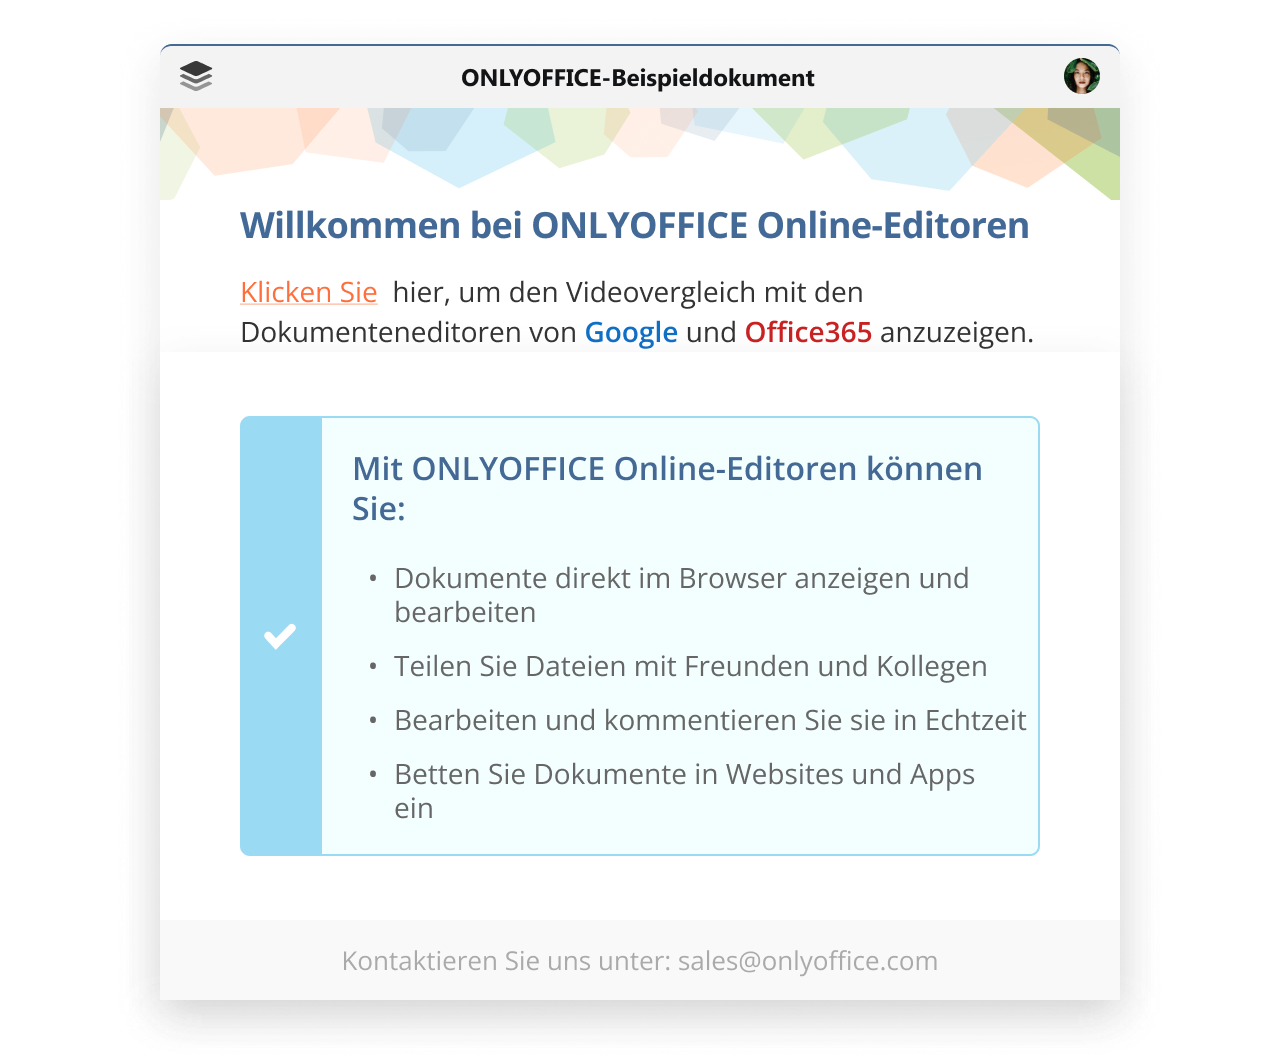 ONLYOFFICE-Beispieldokument
Willkommen bei ONLYOFFICE Online-Editoren
Klicken Sie hier, um den Videovergleich mit den
Dokumenteneditoren von Google und Office365 anzuzeigen.
Mit ONLYOFFICE Online-Editoren können
Sie:
• Dokumente direkt im Browser anzeigen und
bearbeiten
• Teilen Sie Dateien mit Freunden und Kollegen
• Bearbeiten und kommentieren Sie sie in Echtzeit
• Betten Sie Dokumente in Websites und Apps
ein
Kontaktieren Sie uns unter: sales@onlyoffice.com